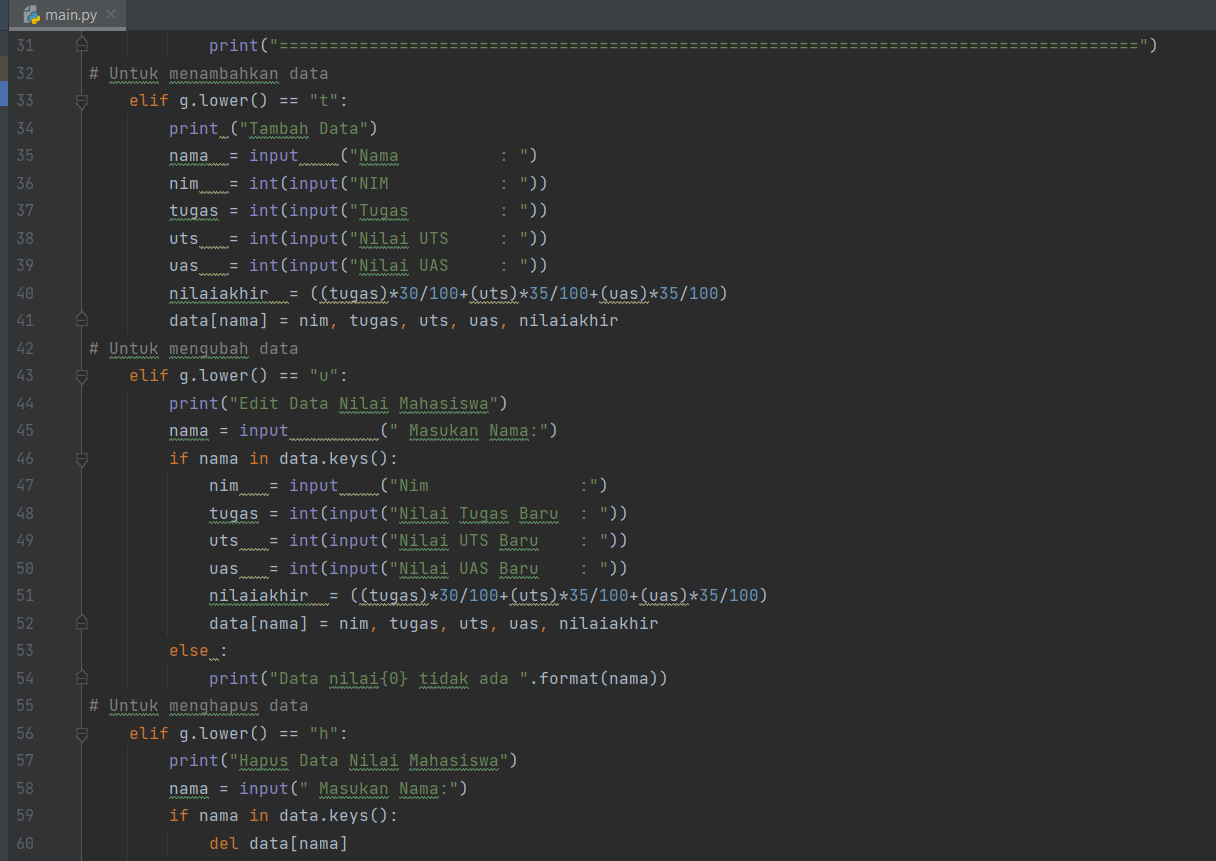 main.py
31 print("======================================================================================")
32 # Untuk menambahkan data
33 elif g.lower() == "t":
34 print ("Tambah Data")
35 nama  = input    ("Nama          : ")
36 nim   = int(input("NIM           : "))
37 tugas = int(input("Tugas         : "))
38 uts   = int(input("Nilai UTS     : "))
39 uas   = int(input("Nilai UAS     : "))
40 nilaiakhir  = ((tugas)*30/100+(uts)*35/100+(uas)*35/100)
41 data[nama] = nim, tugas, uts, uas, nilaiakhir
42 # Untuk mengubah data
43 elif g.lower() == "u":
44 print("Edit Data Nilai Mahasiswa")
45 nama = input         (" Masukan Nama:")
46 if nama in data.keys():
47 nim   = input    ("Nim               :")
48 tugas = int(input("Nilai Tugas Baru  : "))
49 uts   = int(input("Nilai UTS Baru    : "))
50 uas   = int(input("Nilai UAS Baru    : "))
51 nilaiakhir  = ((tugas)*30/100+(uts)*35/100+(uas)*35/100)
52 data[nama] = nim, tugas, uts, uas, nilaiakhir
53 else :
54 print("Data nilai{0} tidak ada ".format(nama))
55 # Untuk menghapus data
56 elif g.lower() == "h":
57 print("Hapus Data Nilai Mahasiswa")
58 nama = input(" Masukan Nama:")
59 if nama in data.keys():
60 del data[nama]